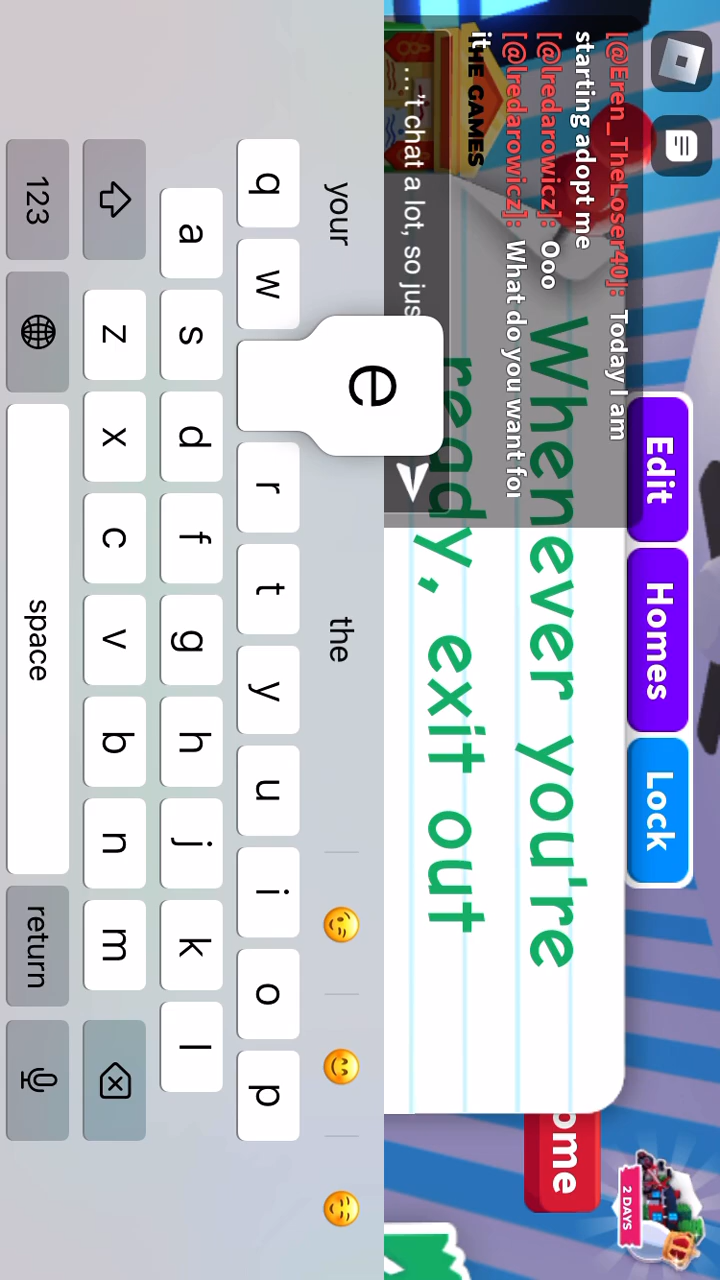 Edit
Homes
Lock
[@Eren_TheLoser40]: Today I am
starting adopt me
[@lredarowicz]: Ooo
[@lredarowicz]: What do you want for
it
THE GAMES
...'t chat a lot, so jus
Whenever you're
ready, exit out
ome
2 DAYS
your
the
q w e r t y u i o p
a s d f g h j k l
z x c v b n m
123
space
return